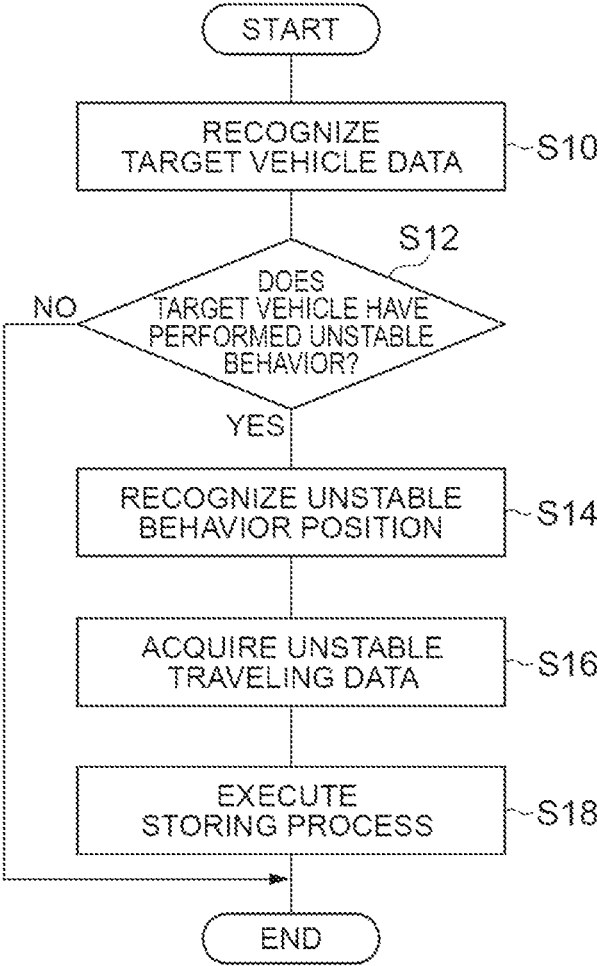 START
RECOGNIZE
TARGET VEHICLE DATA
S10
S12
DOES
TARGET VEHICLE HAVE
PERFORMED UNSTABLE
BEHAVIOR?
NO
YES
RECOGNIZE UNSTABLE
BEHAVIOR POSITION
S14
ACQUIRE UNSTABLE
TRAVELING DATA
S16
EXECUTE
STORING PROCESS
S18
END